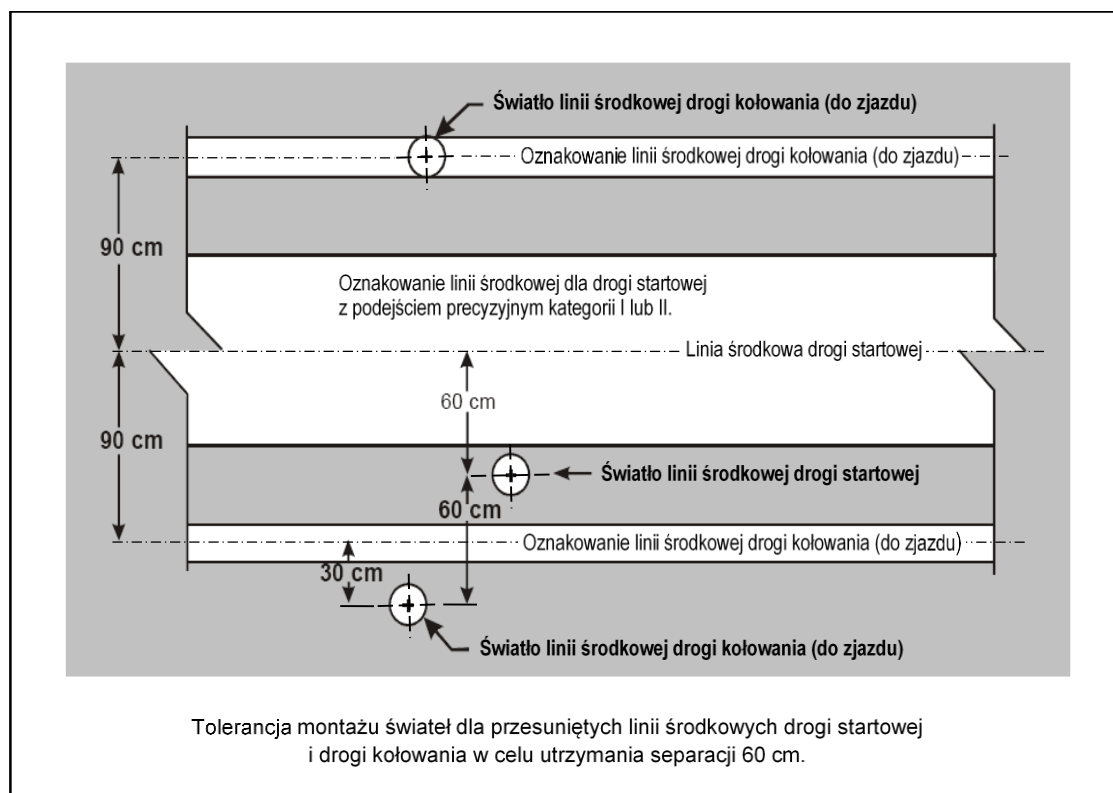 Światło linii środkowej drogi kołowania (do zjazdu)
Oznakowanie linii środkowej drogi kołowania (do zjazdu)
90 cm
Oznakowanie linii środkowej dla drogi startowej
z podejściem precyzyjnym kategorii I lub II.
Linia środkowa drogi startowej
60 cm
90 cm
Światło linii środkowej drogi startowej
60 cm
Oznakowanie linii środkowej drogi kołowania (do zjazdu)
30 cm
Światło linii środkowej drogi kołowania (do zjazdu)
Tolerancja montażu świateł dla przesuniętych linii środkowych drogi startowej
i drogi kołowania w celu utrzymania separacji 60 cm.